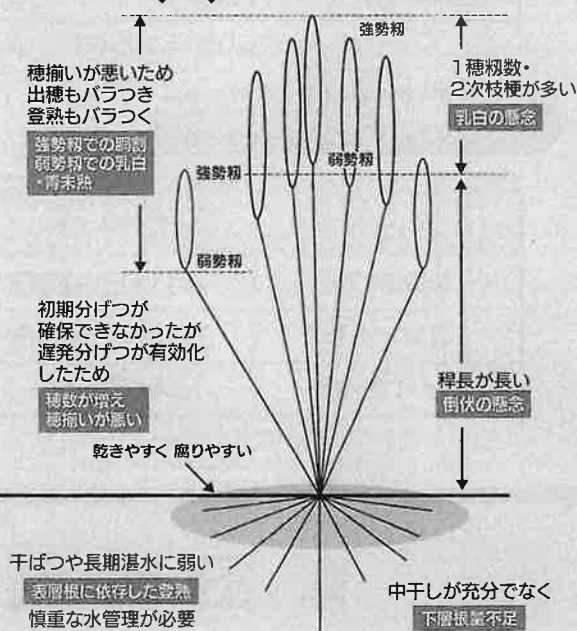 強勢籾
穂揃いが悪いため
出穂もバラつき
登熟もバラつく
強勢籾での胴割
弱勢籾での乳白
・青未熟
1穂籾数・
2次枝梗が多い
乳白の懸念
弱勢籾
強勢籾
弱勢籾
初期分げつが
確保できなかったが
遅発分げつが有効化
したため
穂数が増え
穂揃いが悪い
稈長が長い
倒伏の懸念
乾きやすく 腐りやすい
干ばつや長期湛水に弱い
表層根に依存した登熟
慎重な水管理が必要
中干しが充分でなく
下層根量不足